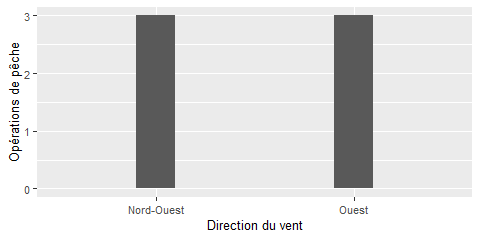 3
2
1
0
Opérations de pêche
Nord-Ouest
Ouest
Direction du vent